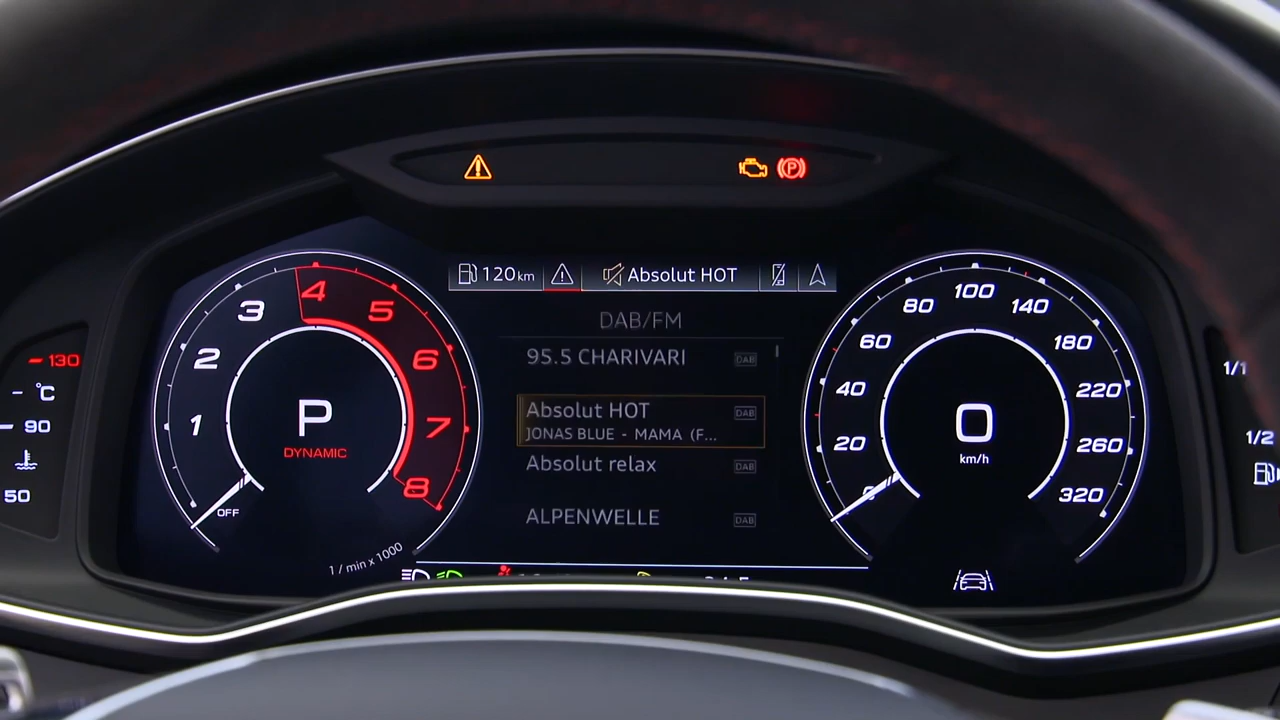 120km
Absolut HOT
DAB/FM
95.5 CHARIVARI DAB
Absolut HOT DAB
JONAS BLUE - MAMA (F...
Absolut relax DAB
ALPENWELLE DAB
1
2
3
4
5
6
7
8
P
DYNAMIC
OFF
1 / min x 1000
20
40
60
80
100
140
180
220
260
320
0
km/h
130
°C
90
50
1/1
1/2
(P)